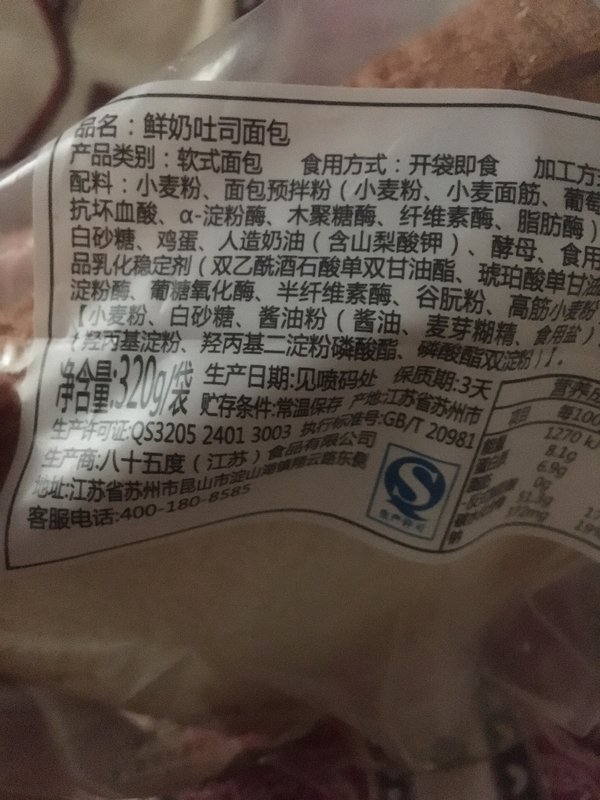 品名：鲜奶吐司面包
产品类别：软式面包 食用方式：开袋即食 加工方
配料：小麦粉、面包预拌粉（小麦粉、小麦面筋、葡萄
抗坏血酸、α-淀粉酶、木聚糖酶、纤维素酶、脂肪酶）
白砂糖、鸡蛋、人造奶油（含山梨酸钾）、酵母、食用
品乳化稳定剂（双乙酰酒石酸单双甘油酯、琥珀酸单甘油
淀粉酶、葡糖氧化酶、半纤维素酶、谷朊粉、高筋小麦粉
【小麦粉、白砂糖、酱油粉（酱油、麦芽糊精、食用盐）
（羟丙基淀粉、羟丙基二淀粉磷酸酯、磷酸酯双淀粉）】.
净含量:320g/袋 生产日期:见喷码处 保质期:3天
贮存条件:常温保存 产地:江苏省苏州市
生产许可证:QS3205 2401 3003 执行标准号:GB/T 20981
生产商:八十五度（江苏）食品有限公司
地址:江苏省苏州市昆山市淀山湖镇翔云路东侧
客服电话:400-180-8585
生产许可
营养成
项目 每100
1270 kJ
8.1g
6.9g
0g
51.3g
172mg
钠